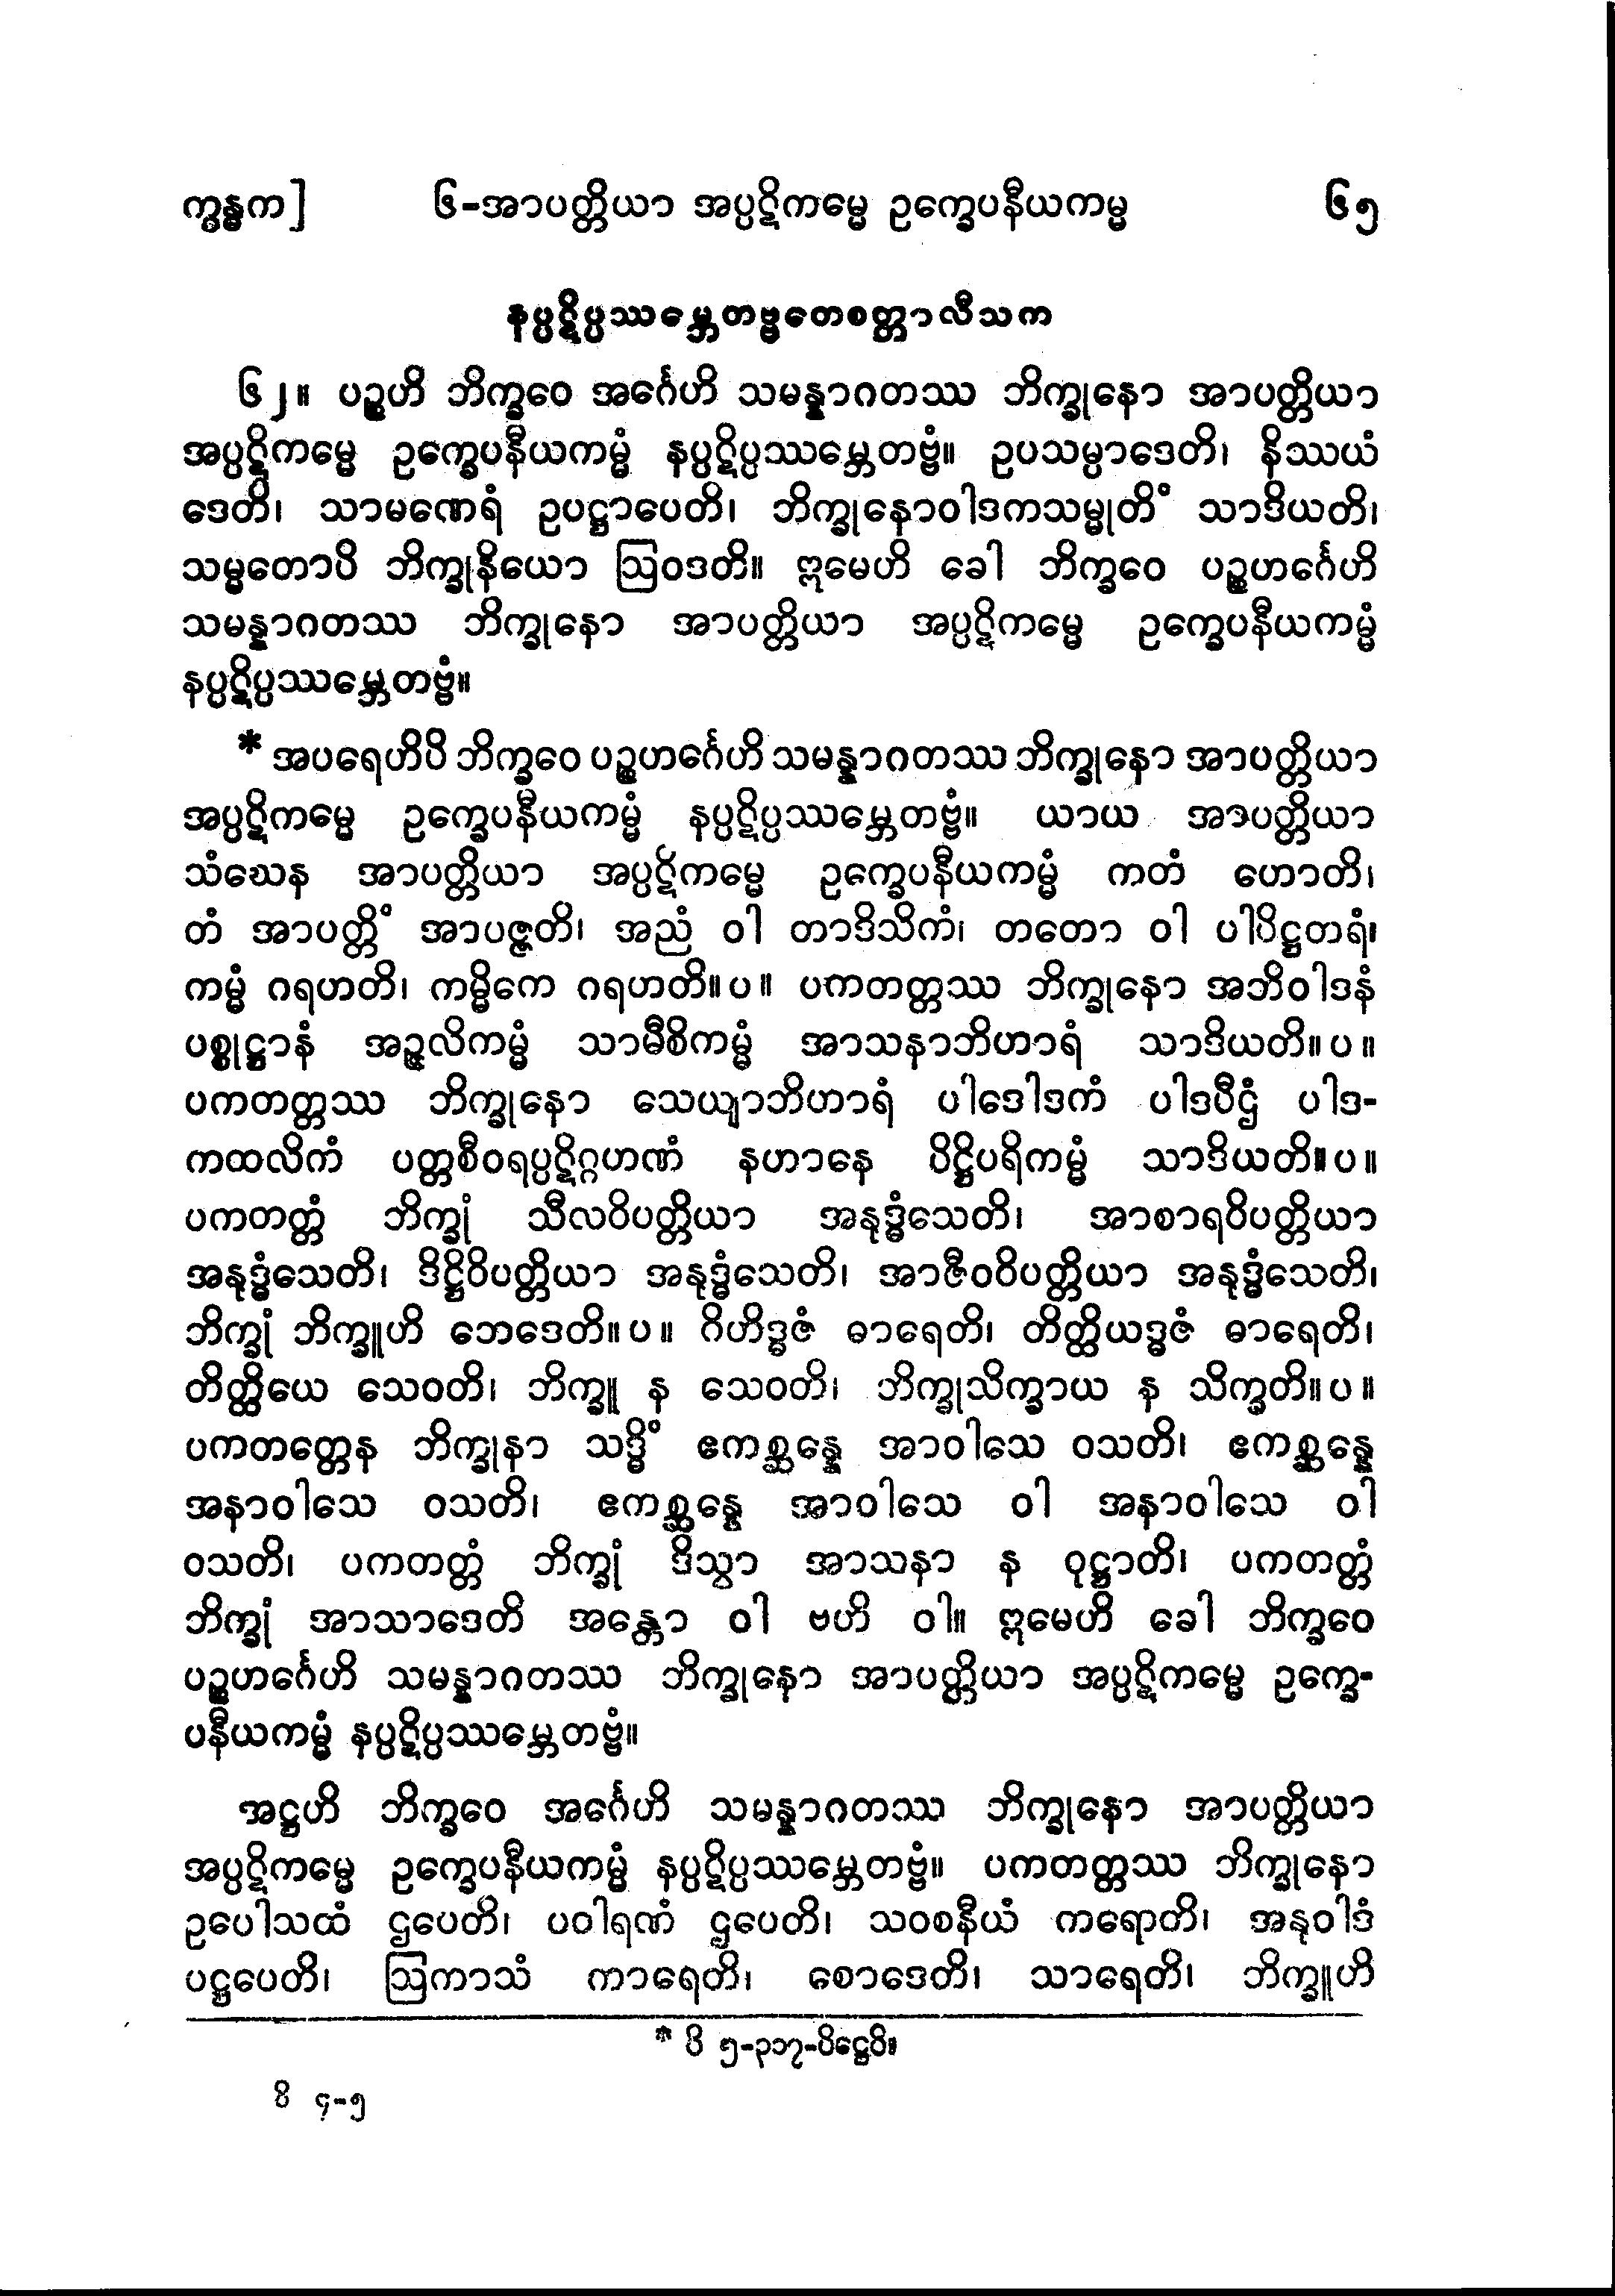 က္ခန္ဓက] ၆-အာပတ္တိယာ အပ္ပဋိကမ္မေ ဥက္ခေပနီယကမ္မ ၆၅
နပ္ပဋိပ္ပဿမ္ဘေတဗ္ဗတေစတ္တာလီသက
၆၂။ ပဉ္စဟိ ဘိက္ခဝေ အင်္ဂေဟိ သမန္နာဂတဿ ဘိက္ခုနော အာပတ္တိယာ
အပ္ပဋိကမ္မေ ဥက္ခေပနီယကမ္မံ နပ္ပဋိပ္ပဿမ္ဘေတဗ္ဗံ။ ဥပသမ္ပာဒေတိ၊ နိဿယံ
ဒေတိ၊ သာမဏေရံ ဥပဋ္ဌာပေတိ၊ ဘိက္ခုနောဝါဒကသမ္မုတိံ သာဒိယတိ၊
သမ္မတောပိ ဘိက္ခုနိယော ဩဝဒတိ။ ဣမေဟိ ခေါ ဘိက္ခဝေ ပဉ္စဟင်္ဂေဟိ
သမန္နာဂတဿ ဘိက္ခုနော အာပတ္တိယာ အပ္ပဋိကမ္မေ ဥက္ခေပနီယကမ္မံ
နပ္ပဋိပ္ပဿမ္ဘေတဗ္ဗံ။
* အပရေဟိပိ ဘိက္ခဝေ ပဉ္စဟင်္ဂေဟိ သမန္နာဂတဿ ဘိက္ခုနော အာပတ္တိယာ
အပ္ပဋိကမ္မေ ဥက္ခေပနီယကမ္မံ နပ္ပဋိပ္ပဿမ္ဘေတဗ္ဗံ။ ယာယ အာပတ္တိယာ
သံဃေန အာပတ္တိယာ အပ္ပဋိကမ္မေ ဥက္ခေပနီယကမ္မံ ကတံ ဟောတိ၊
တံ အာပတ္တိံ အာပဇ္ဇတိ၊ အညံ ဝါ တာဒိသိကံ၊ တတော ဝါ ပါပိဋ္ဌတရံ၊
ကမ္မံ ဂရဟတိ၊ ကမ္မိကေ ဂရဟတိ။ပ။ ပကတတ္တဿ ဘိက္ခုနော အဘိဝါဒနံ
ပစ္စုဋ္ဌာနံ အဉ္ဇလိကမ္မံ သာမီစိကမ္မံ အာသနာဘိဟာရံ သာဒိယတိ။ပ။
ပကတတ္တဿ ဘိက္ခုနော သေယျာဘိဟာရံ ပါဒေါဒကံ ပါဒပီဌံ ပါဒ-
ကထလိကံ ပတ္တစီဝရပ္ပဋိဂ္ဂဟဏံ နဟာနေ ပိဋ္ဌိပရိကမ္မံ သာဒိယတိ။ပ။
ပကတတ္တံ ဘိက္ခုံ သီလဝိပတ္တိယာ အနုဒ္ဓံသေတိ၊ အာစာရဝိပတ္တိယာ
အနုဒ္ဓံသေတိ၊ ဒိဋ္ဌိဝိပတ္တိယာ အနုဒ္ဓံသေတိ၊ အာဇီဝဝိပတ္တိယာ အနုဒ္ဓံသေတိ၊
ဘိက္ခုံ ဘိက္ခူဟိ ဘေဒေတိ။ပ။ ဂိဟိဒ္ဓဇံ ဓာရေတိ၊ တိတ္ထိယဒ္ဓဇံ ဓာရေတိ၊
တိတ္ထိယေ သေဝတိ၊ ဘိက္ခူ န သေဝတိ၊ ဘိက္ခုသိက္ခာယ န သိက္ခတိ။ပ။
ပကတတ္တေန ဘိက္ခုနာ သဒ္ဓိံ ဧကစ္ဆန္နေ အာဝါသေ ဝသတိ၊ ဧကစ္ဆန္နေ
အနာဝါသေ ဝသတိ၊ ဧကစ္ဆန္နေ အာဝါသေ ဝါ အနာဝါသေ ဝါ
ဝသတိ၊ ပကတတ္တံ ဘိက္ခုံ ဒိသွာ အာသနာ န ဝုဋ္ဌာတိ၊ ပကတတ္တံ
ဘိက္ခုံ အာသာဒေတိ အန္တော ဝါ ဗဟိ ဝါ။ ဣမေဟိ ခေါ ဘိက္ခဝေ
ပဉ္စဟင်္ဂေဟိ သမန္နာဂတဿ ဘိက္ခုနော အာပတ္တိယာ အပ္ပဋိကမ္မေ ဥက္ခေ-
ပနီယကမ္မံ နပ္ပဋိပ္ပဿမ္ဘေတဗ္ဗံ။
အဋ္ဌဟိ ဘိက္ခဝေ အင်္ဂေဟိ သမန္နာဂတဿ ဘိက္ခုနော အာပတ္တိယာ
အပ္ပဋိကမ္မေ ဥက္ခေပနီယကမ္မံ နပ္ပဋိပ္ပဿမ္ဘေတဗ္ဗံ။ ပကတတ္တဿ ဘိက္ခုနော
ဥပေါသထံ ဌပေတိ၊ ပဝါရဏံ ဌပေတိ၊ သဝစနီယံ ကရောတိ၊ အနုဝါဒံ
ပဋ္ဌပေတိ၊ ဩကာသံ ကာရေတိ၊ စောဒေတိ၊ သာရေတိ၊ ဘိက္ခူဟိ
* ဝိ ၅-၃၁၇-ပိဋ္ဌေပိ။
ဝိ ၄-၅